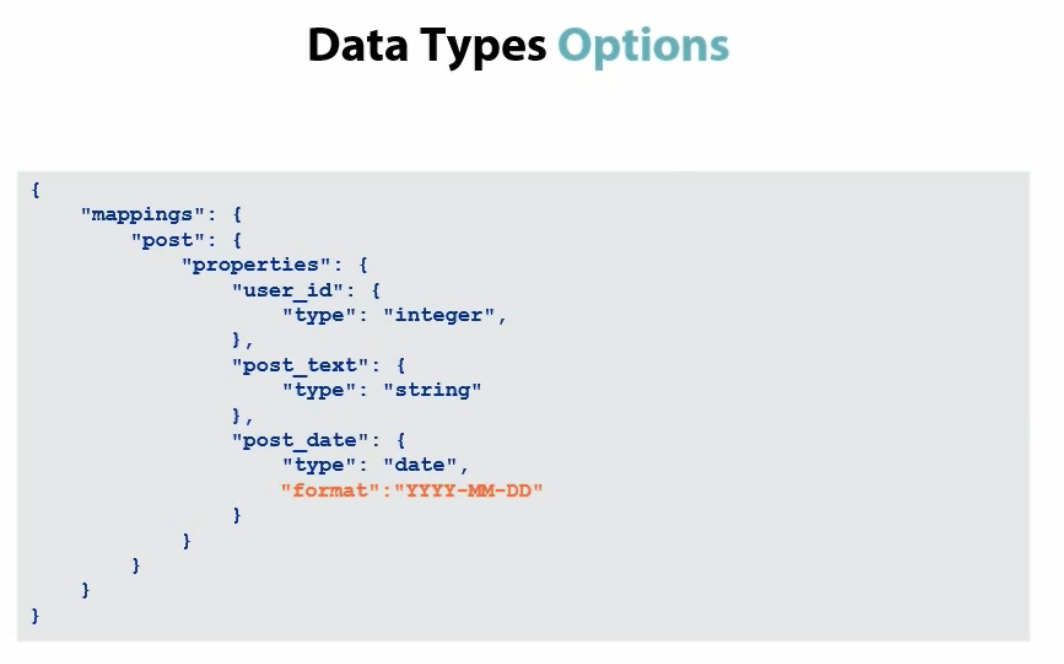 Data Types Options
{
    "mappings": {
        "post": {
            "properties": {
                "user_id": {
                    "type": "integer",
                },
                "post_text": {
                    "type": "string"
                },
                "post_date": {
                    "type": "date",
                    "format":"YYYY-MM-DD"
                }
            }
        }
    }
}